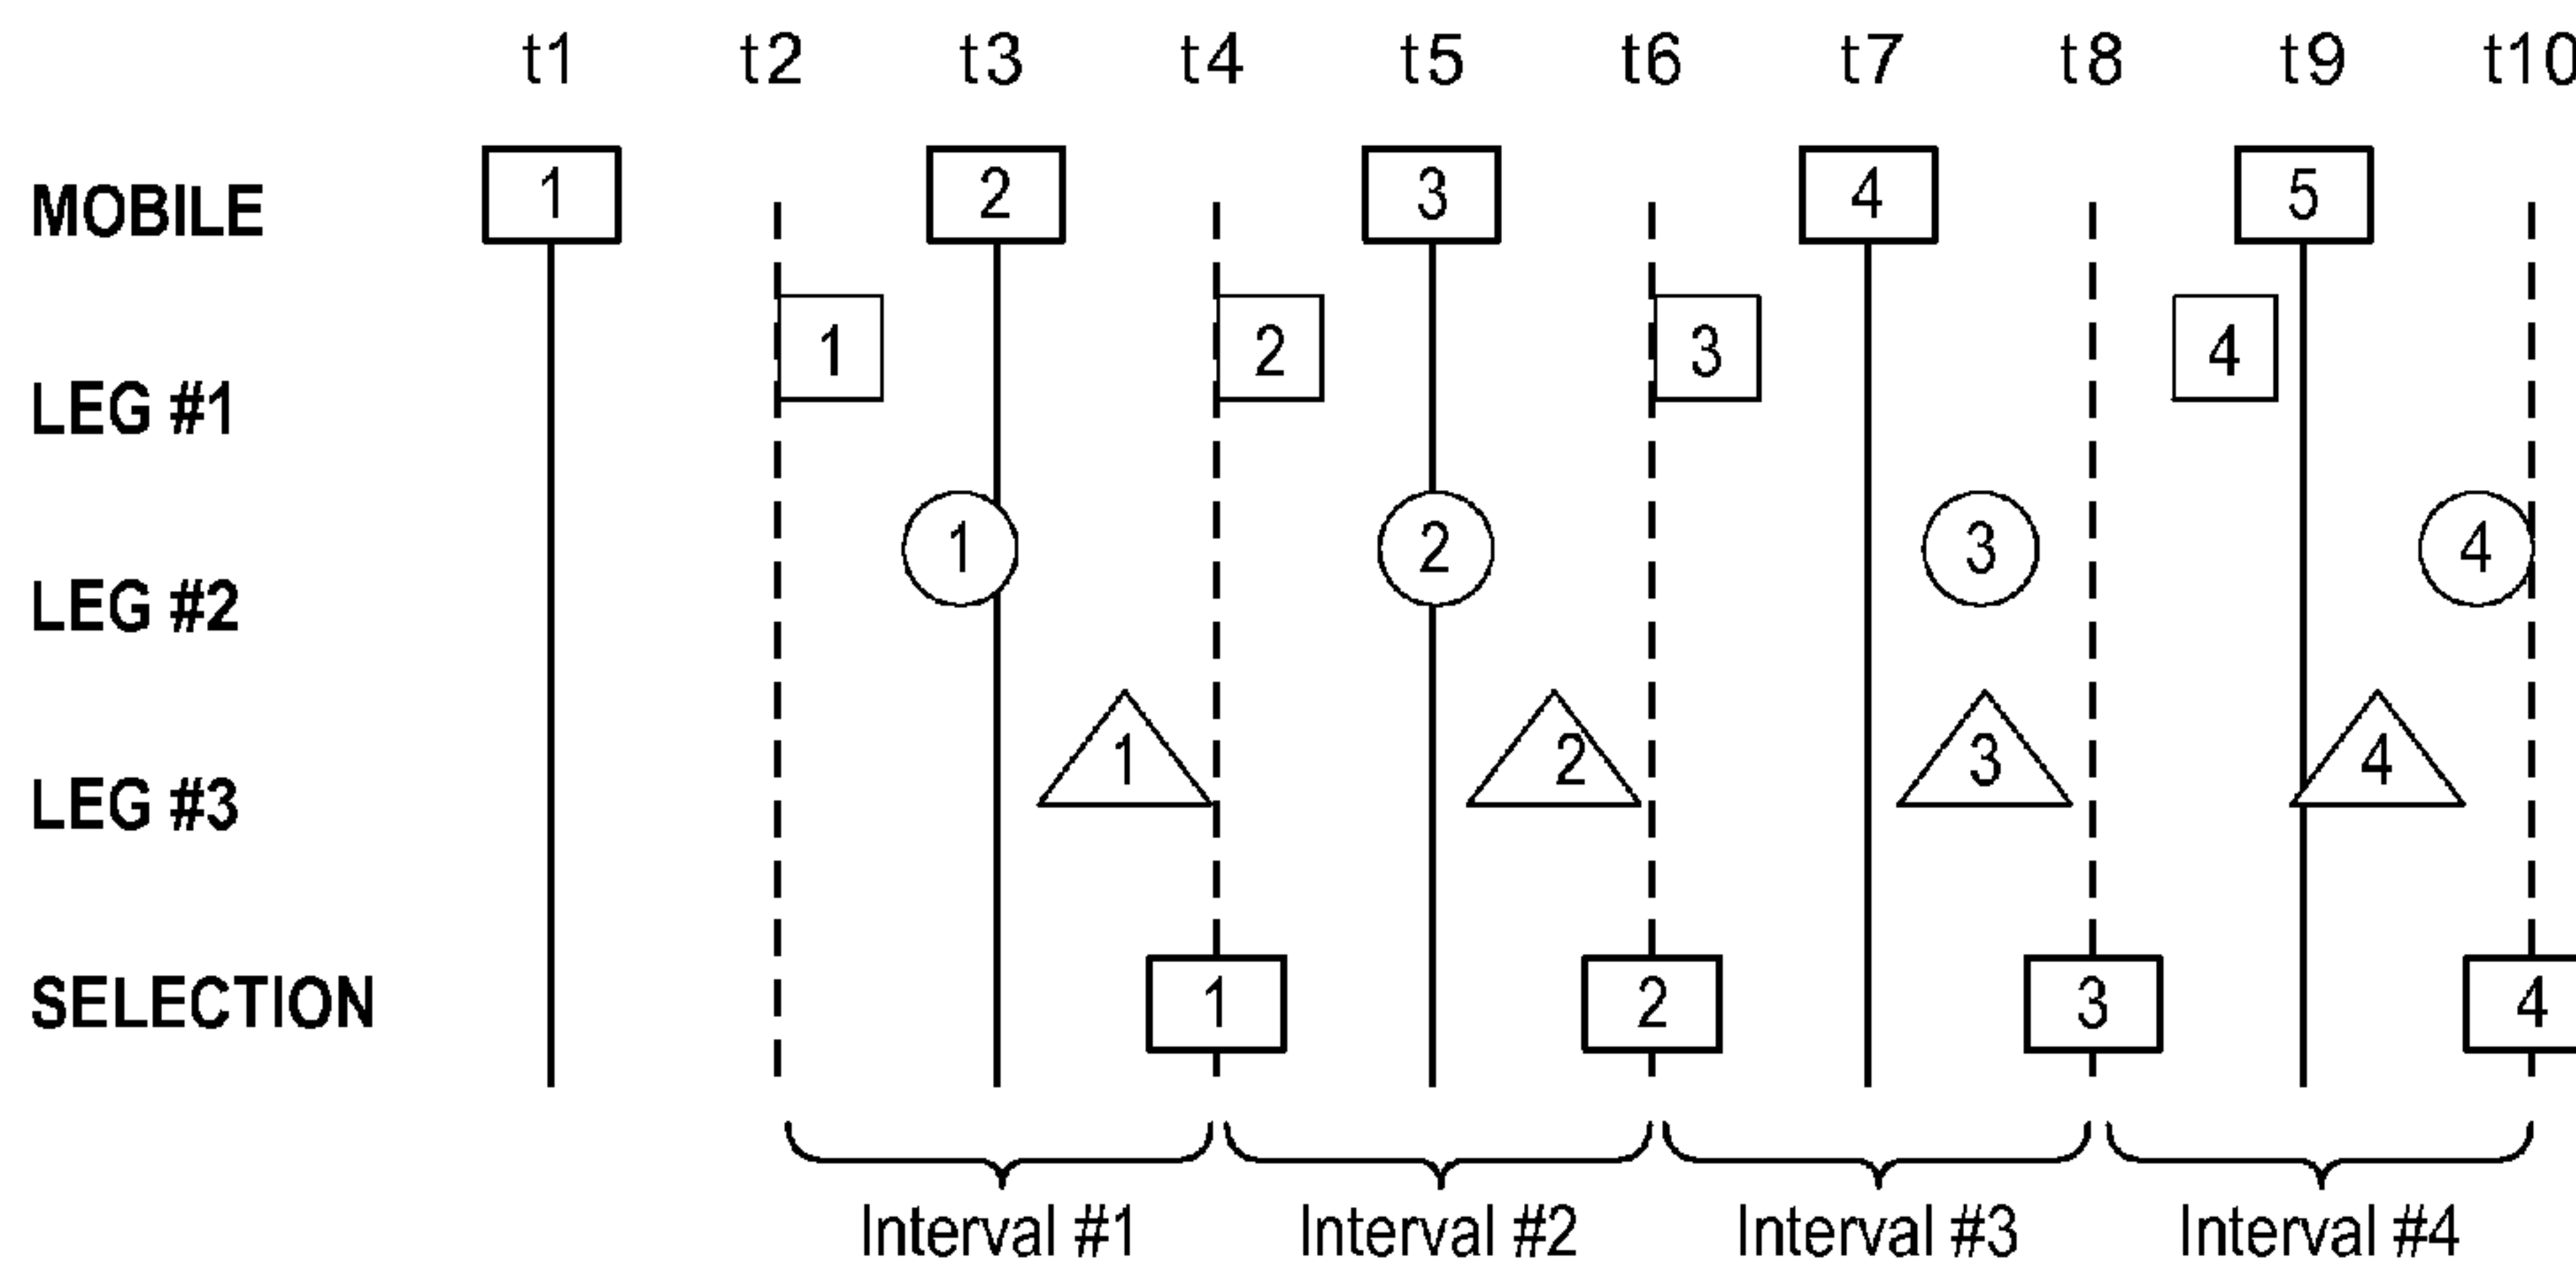 t1 t2 t3 t4 t5 t6 t7 t8 t9 t10
MOBILE 1 2 3 4 5
LEG #1 1 2 3 4
LEG #2 1 2 3 4
LEG #3 1 2 3 4
SELECTION 1 2 3 4
Interval #1 Interval #2 Interval #3 Interval #4